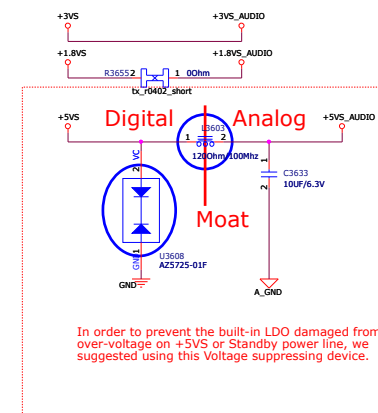 +3VS +3VS_AUDIO
+1.8VS +1.8VS_AUDIO
R3655 2 1 0Ohm
tx_r0402_short
Digital Analog
+5VS +5VS_AUDIO
L3603
1 2
120Ohm/100Mhz
2 VC
1
C3633
10UF/6.3V
2
Moat
GND 1
U3608
AZ5725-01F
GND
A_GND
In order to prevent the built-in LDO damaged from
over-voltage on +5VS or Standby power line, we
suggested using this Voltage suppressing device.